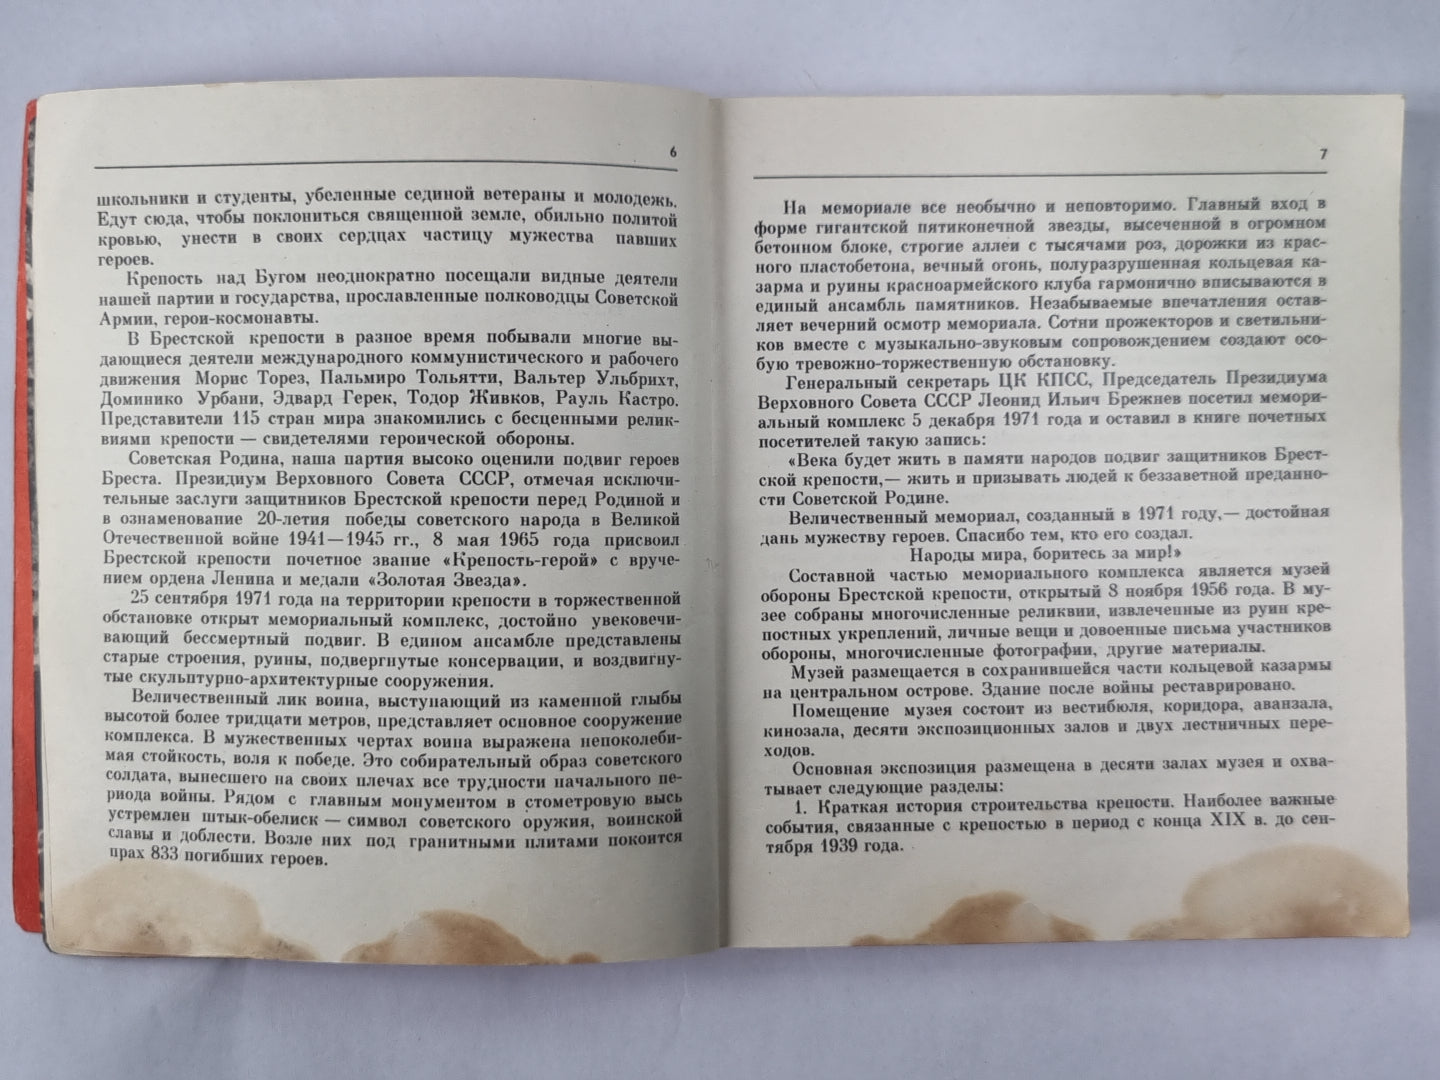 6
школьники и студенты, убеленные сединой ветераны и молодежь.
Едут сюда, чтобы поклониться священной земле, обильно политой
кровью, унести в своих сердцах частицу мужества павших
героев.
Крепость над Бугом неоднократно посещали видные деятели
нашей партии и государства, прославленные полководцы Советской
Армии, герои-космонавты.
В Брестской крепости в разное время побывали многие вы-
дающиеся деятели международного коммунистического и рабочего
движения Морис Торез, Пальмиро Тольятти, Вальтер Ульбрихт,
Доминико Урбани, Эдвард Герек, Тодор Живков, Рауль Кастро.
Представители 115 стран мира знакомились с бесценными релик-
виями крепости — свидетелями героической обороны.
Советская Родина, наша партия высоко оценили подвиг героев
Бреста. Президиум Верховного Совета СССР, отмечая исключи-
тельные заслуги защитников Брестской крепости перед Родиной и
в ознаменование 20-летия победы советского народа в Великой
Отечественной войне 1941—1945 гг., 8 мая 1965 года присвоил
Брестской крепости почетное звание «Крепость-герой» с вруче-
нием ордена Ленина и медали «Золотая Звезда».
25 сентября 1971 года на территории крепости в торжественной
обстановке открыт мемориальный комплекс, достойно увековечи-
вающий бессмертный подвиг. В едином ансамбле представлены
старые строения, руины, подвергнутые консервации, и воздвигну-
тые скульптурно-архитектурные сооружения.
Величественный лик воина, выступающий из каменной глыбы
высотой более тридцати метров, представляет основное сооружение
комплекса. В мужественных чертах воина выражена непоколеби-
мая стойкость, воля к победе. Это собирательный образ советского
солдата, вынесшего на своих плечах все трудности начального пе-
риода войны. Рядом с главным монументом в стометровую высь
устремлен штык-обелиск — символ советского оружия, воинской
славы и доблести. Возле них под гранитными плитами покоится
прах 833 погибших героев.
7
На мемориале все необычно и неповторимо. Главный вход в
форме гигантской пятиконечной звезды, высеченной в огромном
бетонном блоке, строгие аллеи с тысячами роз, дорожки из крас-
ного пластобетона, вечный огонь, полуразрушенная кольцевая ка-
зарма и руины красноармейского клуба гармонично вписываются в
единый ансамбль памятников. Незабываемые впечатления остав-
ляет вечерний осмотр мемориала. Сотни прожекторов и светильни-
ков вместе с музыкально-звуковым сопровождением создают осо-
бую тревожно-торжественную обстановку.
Генеральный секретарь ЦК КПСС, Председатель Президиума
Верховного Совета СССР Леонид Ильич Брежнев посетил мемори-
альный комплекс 5 декабря 1971 года и оставил в книге почетных
посетителей такую запись:
«Века будет жить в памяти народов подвиг защитников Брест-
ской крепости,— жить и призывать людей к беззаветной преданно-
сти Советской Родине.
Величественный мемориал, созданный в 1971 году,— достойная
дань мужеству героев. Спасибо тем, кто его создал.
Народы мира, боритесь за мир!»
Составной частью мемориального комплекса является музей
обороны Брестской крепости, открытый 8 ноября 1956 года. В му-
зее собраны многочисленные реликвии, извлеченные из руин кре-
постных укреплений, личные вещи и довоенные письма участников
обороны, многочисленные фотографии, другие материалы.
Музей размещается в сохранившейся части кольцевой казармы
на центральном острове. Здание после войны реставрировано.
Помещение музея состоит из вестибюля, коридора, аванзала,
кинозала, десяти экспозиционных залов и двух лестничных пере-
ходов.
Основная экспозиция размещена в десяти залах музея и охва-
тывает следующие разделы:
1. Краткая история строительства крепости. Наиболее важные
события, связанные с крепостью в период с конца XIX в. до сен-
тября 1939 года.